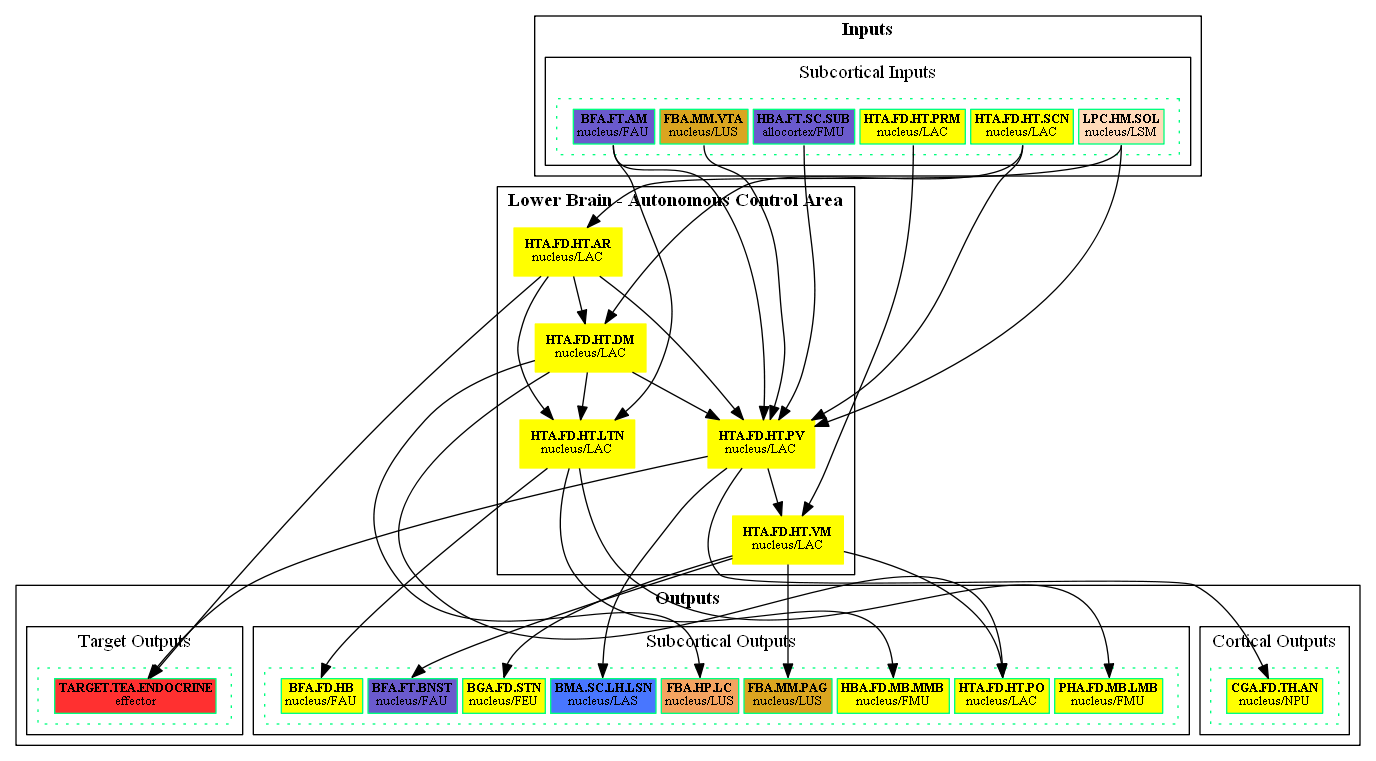 Inputs
Subcortical Inputs
BFA.FT.AM
nucleus/FAU
FBA.MM.VTA
nucleus/LUS
HBA.FT.SC.SUB
allocortex/FMU
HTA.FD.HT.PRM
nucleus/LAC
HTA.FD.HT.SCN
nucleus/LAC
LPC.HM.SOL
nucleus/LSM
Lower Brain - Autonomous Control Area
HTA.FD.HT.AR
nucleus/LAC
HTA.FD.HT.DM
nucleus/LAC
HTA.FD.HT.LTN
nucleus/LAC
HTA.FD.HT.PV
nucleus/LAC
HTA.FD.HT.VM
nucleus/LAC
Outputs
Target Outputs
TARGET.TEA.ENDOCRINE
effector
Subcortical Outputs
BFA.FD.HB
nucleus/FAU
BFA.FT.BNST
nucleus/FAU
BGA.FD.STN
nucleus/FEU
BMA.SC.LH.LSN
nucleus/LAS
FBA.HP.LC
nucleus/LUS
FBA.MM.PAG
nucleus/LUS
HBA.FD.MB.MMB
nucleus/FMU
HTA.FD.HT.PO
nucleus/LAC
PHA.FD.MB.LMB
nucleus/FMU
Cortical Outputs
CGA.FD.TH.AN
nucleus/NPU